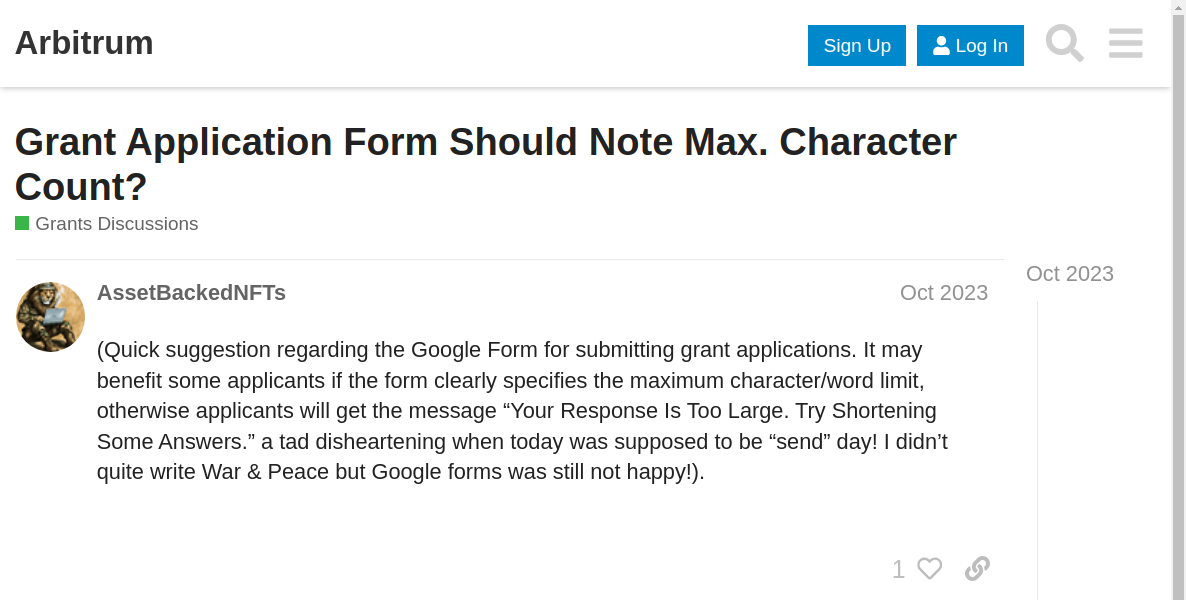 Arbitrum
Sign Up
Log In
Grant Application Form Should Note Max. Character
Count?
Grants Discussions
Oct 2023
AssetBackedNFTs
Oct 2023
(Quick suggestion regarding the Google Form for submitting grant applications. It may
benefit some applicants if the form clearly specifies the maximum character/word limit,
otherwise applicants will get the message “Your Response Is Too Large. Try Shortening
Some Answers.” a tad disheartening when today was supposed to be “send” day! I didn’t
quite write War & Peace but Google forms was still not happy!).
1